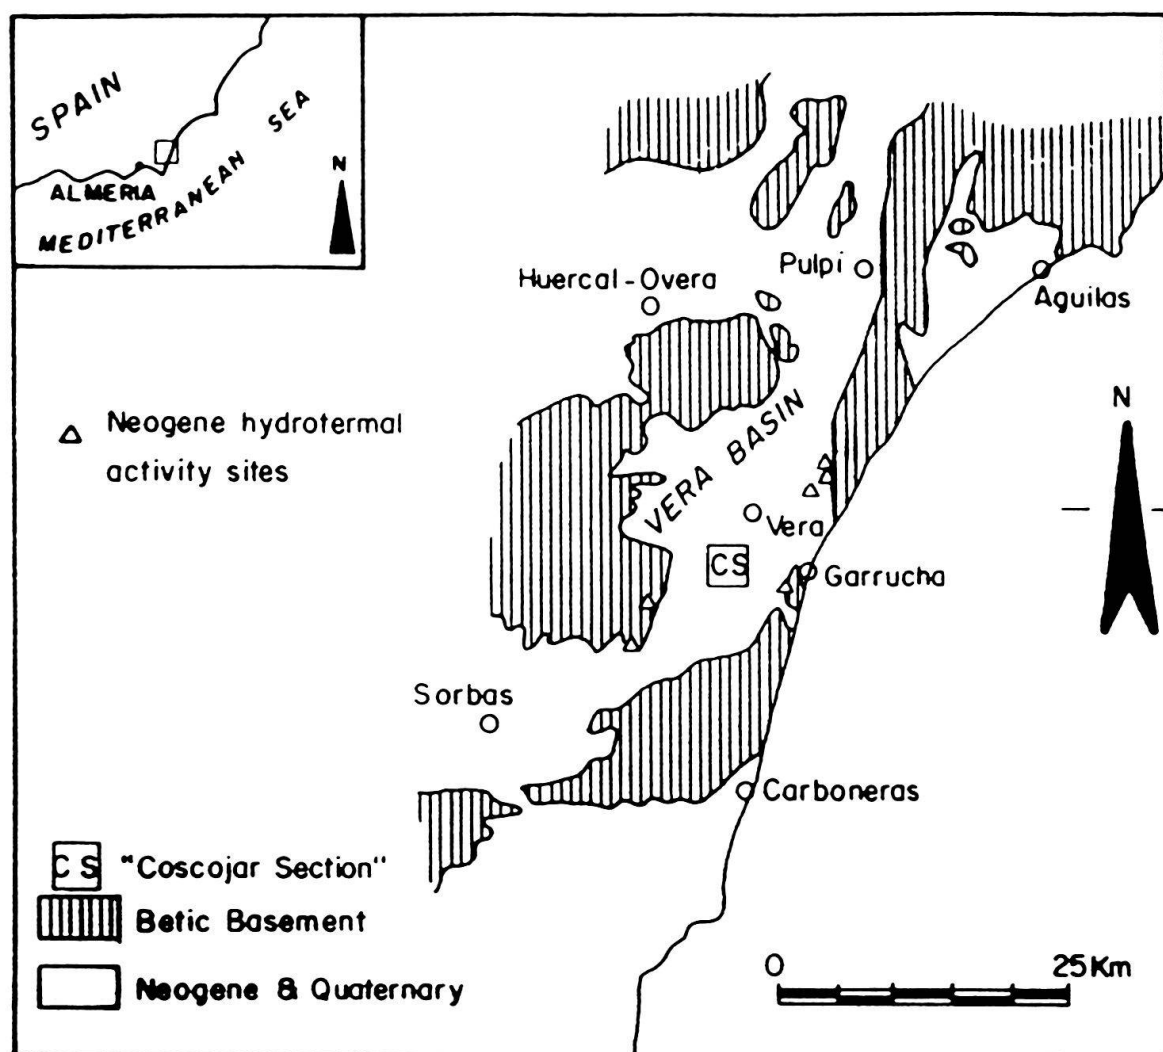 SPAIN
MEDITERRANEAN SEA
ALMERIA
N
Huercal-Overa
Pulpi
Aguilas
Neogene hydrotermal
activity sites
VERA BASIN
N
Vera
CS
Garrucha
Sorbas
Carboneras
CS "Coscojar Section"
Betic Basement
Neogene & Quaternary
0 25Km